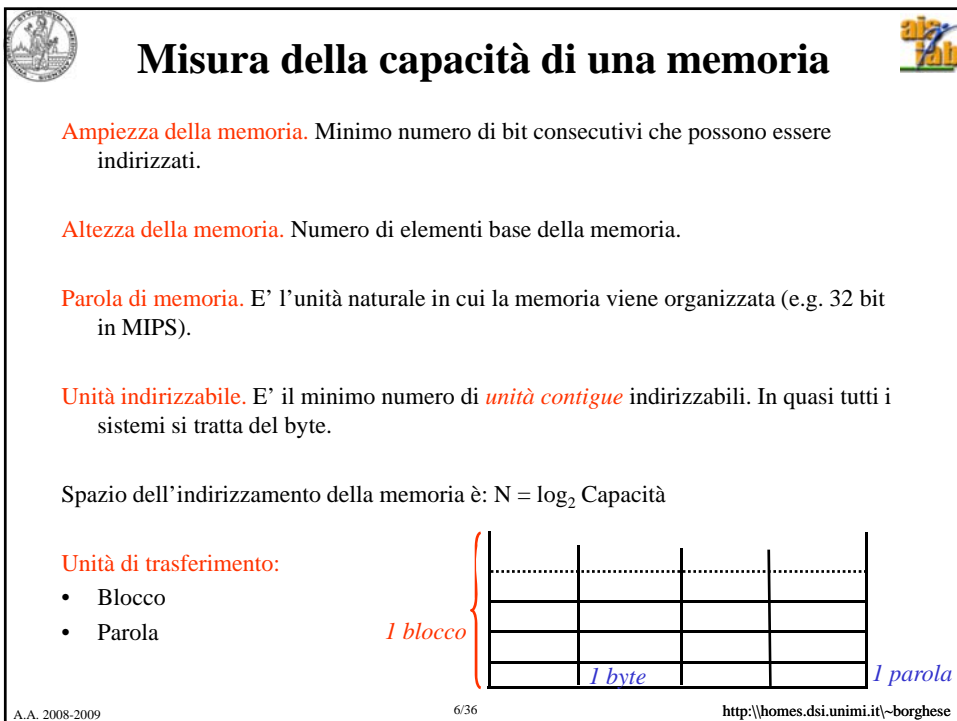 Misura della capacità di una memoria
Ampiezza della memoria. Minimo numero di bit consecutivi che possono essere
indirizzati.
Altezza della memoria. Numero di elementi base della memoria.
Parola di memoria. E’ l’unità naturale in cui la memoria viene organizzata (e.g. 32 bit
in MIPS).
Unità indirizzabile. E’ il minimo numero di unità contigue indirizzabili. In quasi tutti i
sistemi si tratta del byte.
Spazio dell’indirizzamento della memoria è: N = log₂ Capacità
Unità di trasferimento:
• Blocco
• Parola
1 blocco
1 byte
1 parola
A.A. 2008-2009
6/36
http:\\homes.dsi.unimi.it\~borghese